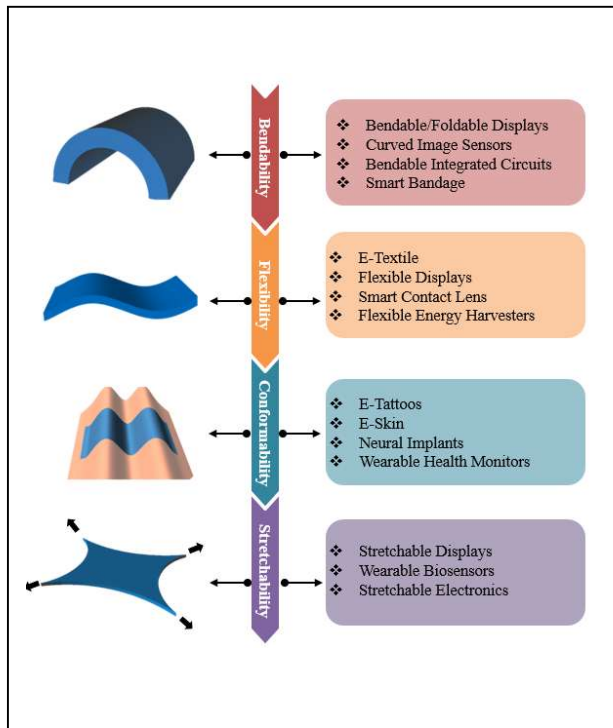 Bendability
❖ Bendable/Foldable Displays
❖ Curved Image Sensors
❖ Bendable Integrated Circuits
❖ Smart Bandage
Flexibility
❖ E-Textile
❖ Flexible Displays
❖ Smart Contact Lens
❖ Flexible Energy Harvesters
Conformability
❖ E-Tattoos
❖ E-Skin
❖ Neural Implants
❖ Wearable Health Monitors
Stretchability
❖ Stretchable Displays
❖ Wearable Biosensors
❖ Stretchable Electronics